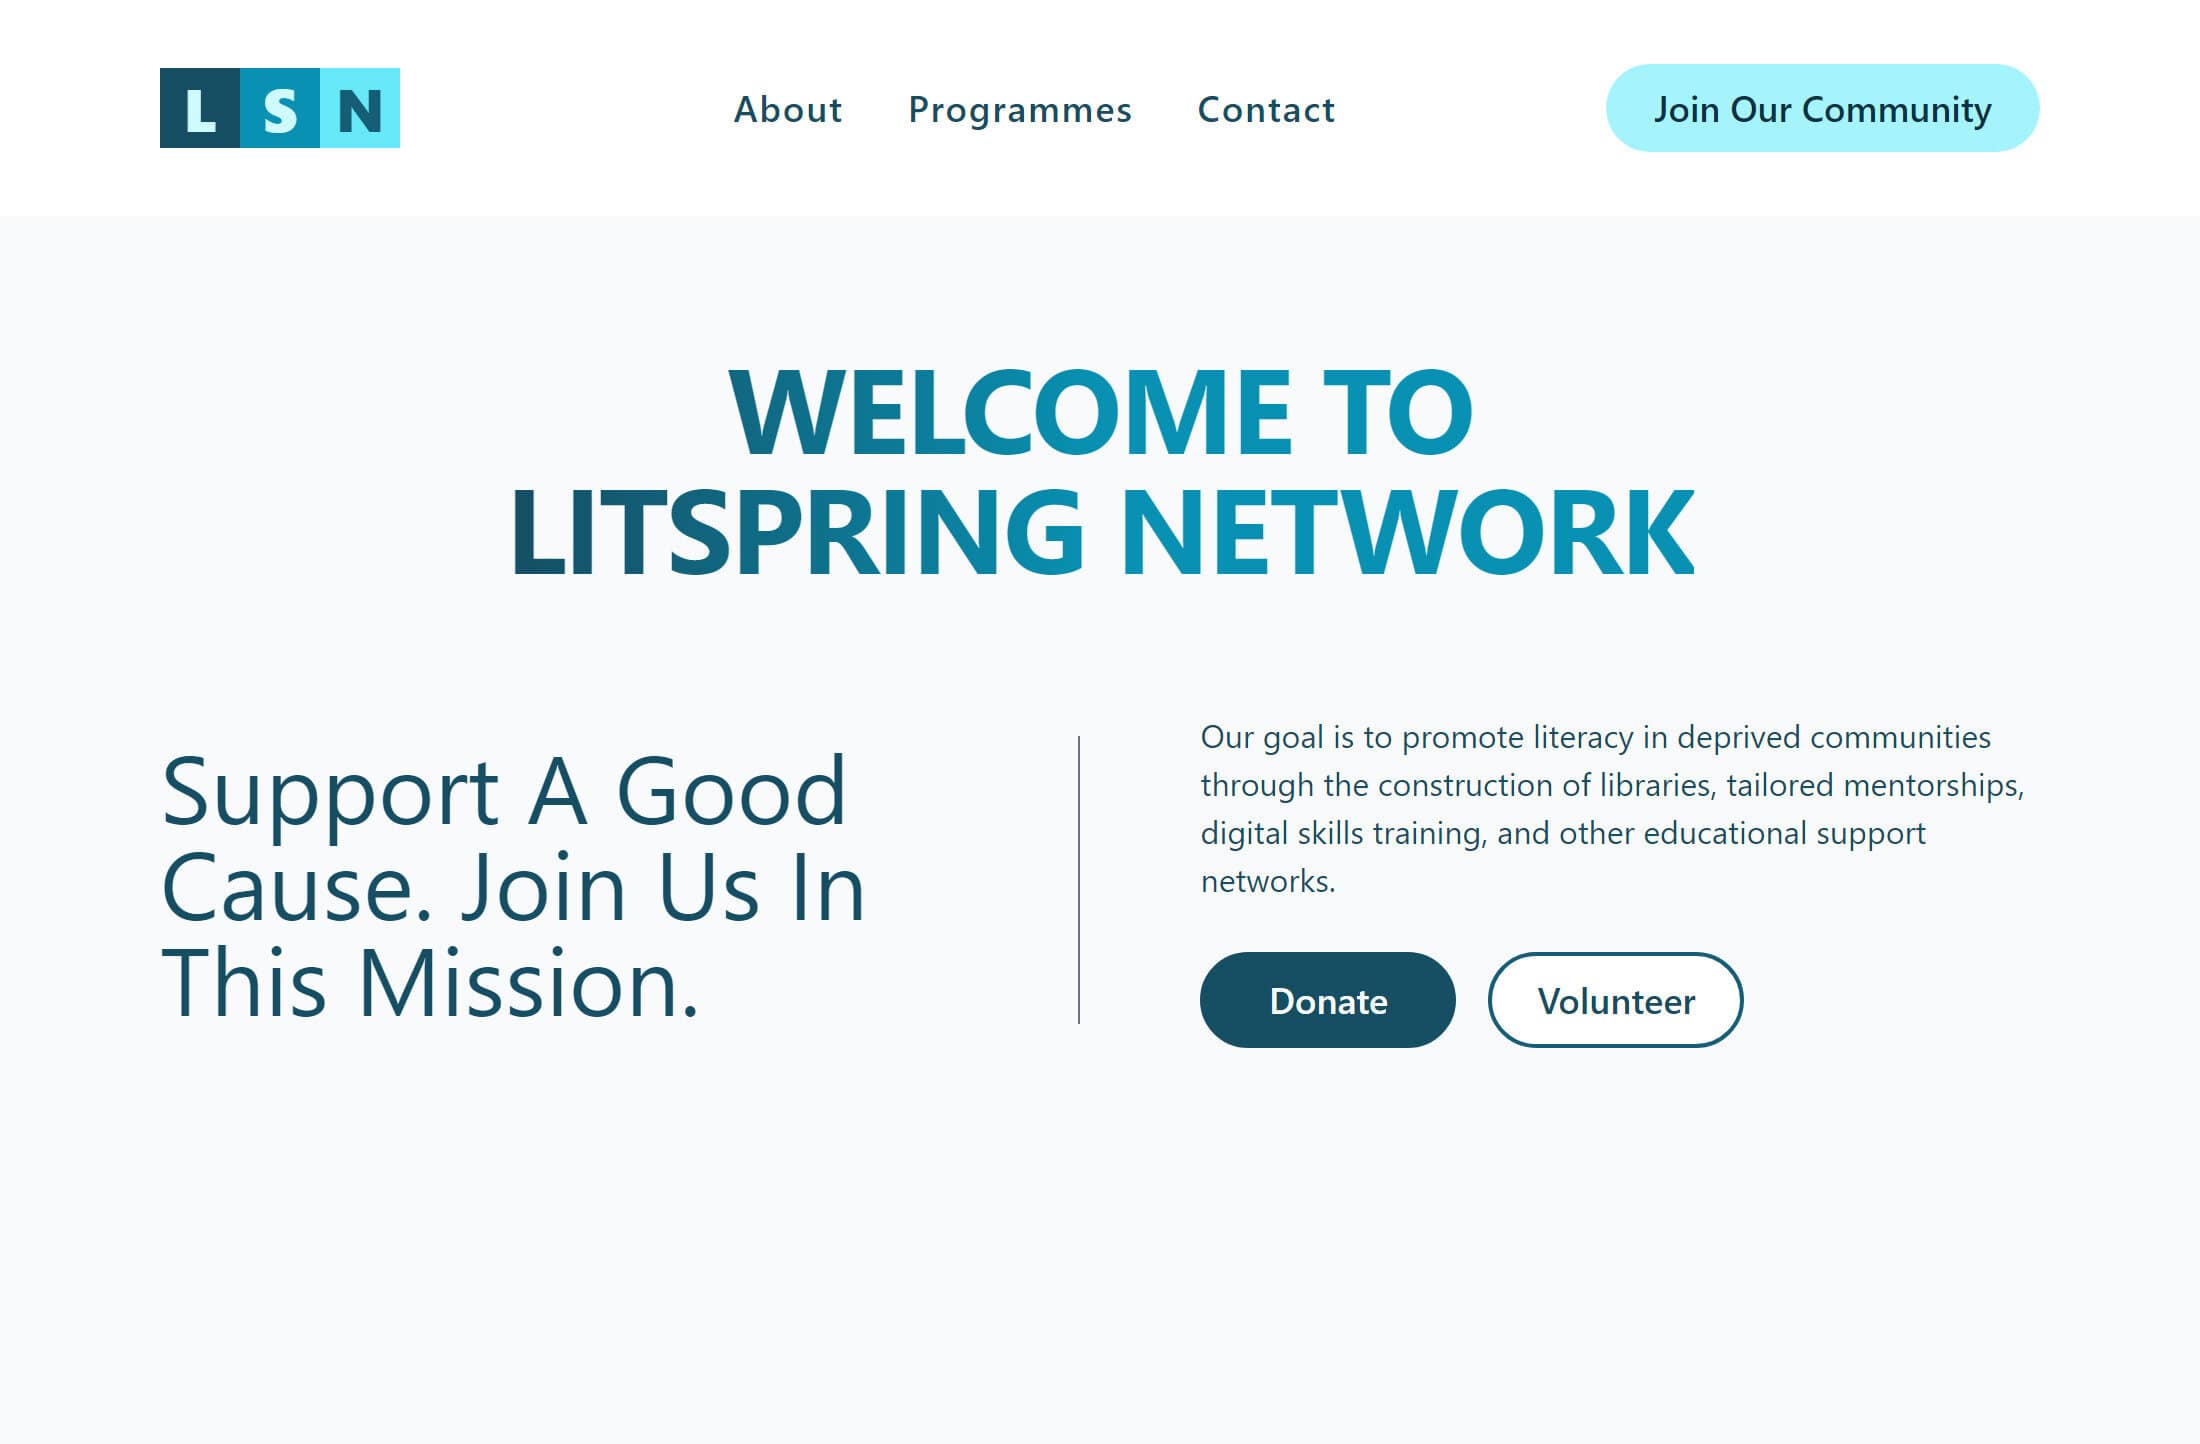 LSN
About Programmes Contact Join Our Community
WELCOME TO
LITSPRING NETWORK
Support A Good
Cause. Join Us In
This Mission.
Our goal is to promote literacy in deprived communities
through the construction of libraries, tailored mentorships,
digital skills training, and other educational support
networks.
Donate Volunteer